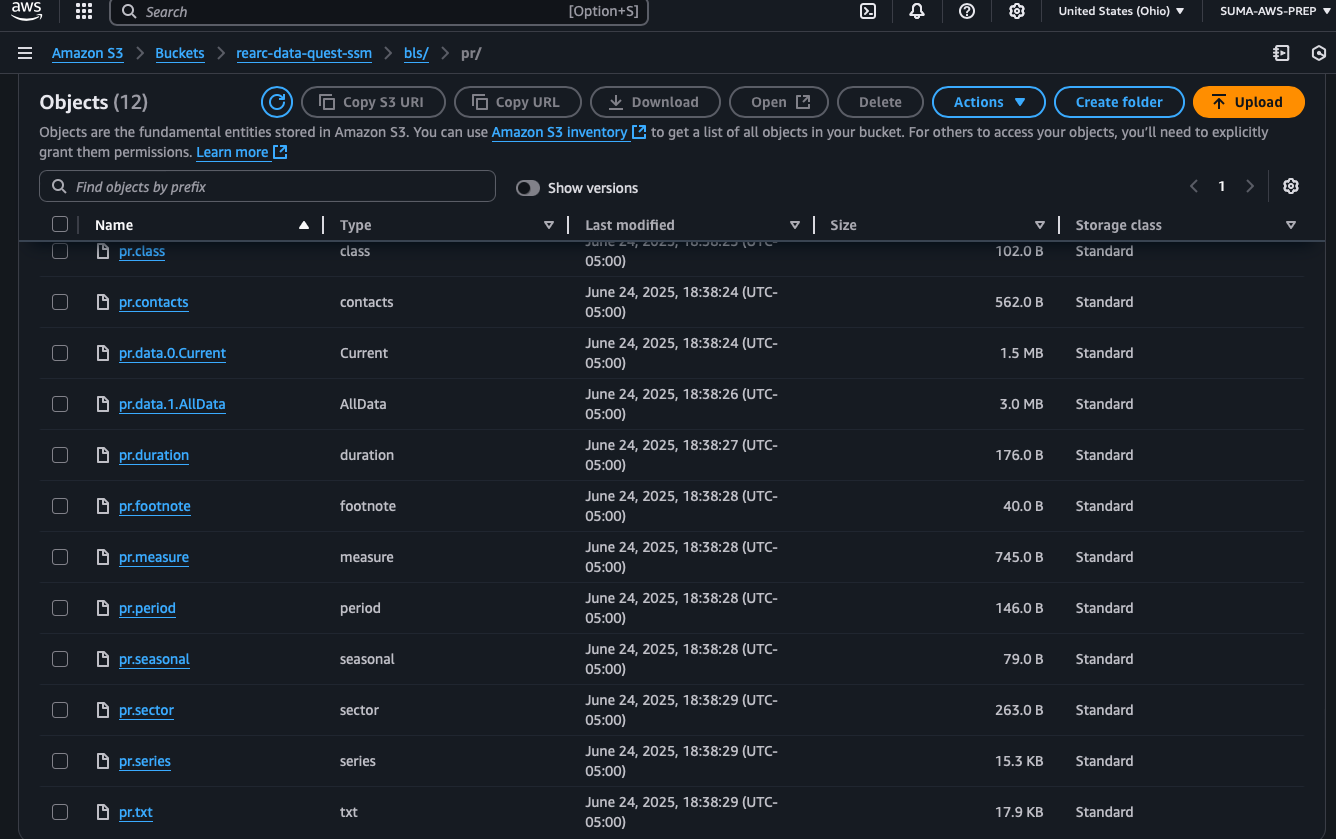 aws Search [Option+S] United States (Ohio) SUMA-AWS-PREP
Amazon S3 Buckets rearc-data-quest-ssm bls/ pr/
Objects (12) Copy S3 URI Copy URL Download Open Delete Actions Create folder Upload
Objects are the fundamental entities stored in Amazon S3. You can use Amazon S3 inventory to get a list of all objects in your bucket. For others to access your objects, you'll need to explicitly
grant them permissions. Learn more
Find objects by prefix Show versions 1
Name Type Last modified Size Storage class
June 24, 2025, 18:38:23 (UTC-
pr.class class 05:00) 102.0 B Standard
June 24, 2025, 18:38:24 (UTC-
pr.contacts contacts 05:00) 562.0 B Standard
June 24, 2025, 18:38:24 (UTC-
pr.data.0.Current Current 05:00) 1.5 MB Standard
June 24, 2025, 18:38:26 (UTC-
pr.data.1.AllData AllData 05:00) 3.0 MB Standard
June 24, 2025, 18:38:27 (UTC-
pr.duration duration 05:00) 176.0 B Standard
June 24, 2025, 18:38:28 (UTC-
pr.footnote footnote 05:00) 40.0 B Standard
June 24, 2025, 18:38:28 (UTC-
pr.measure measure 05:00) 745.0 B Standard
June 24, 2025, 18:38:28 (UTC-
pr.period period 05:00) 146.0 B Standard
June 24, 2025, 18:38:28 (UTC-
pr.seasonal seasonal 05:00) 79.0 B Standard
June 24, 2025, 18:38:29 (UTC-
pr.sector sector 05:00) 263.0 B Standard
June 24, 2025, 18:38:29 (UTC-
pr.series series 05:00) 15.3 KB Standard
June 24, 2025, 18:38:29 (UTC-
pr.txt txt 05:00) 17.9 KB Standard